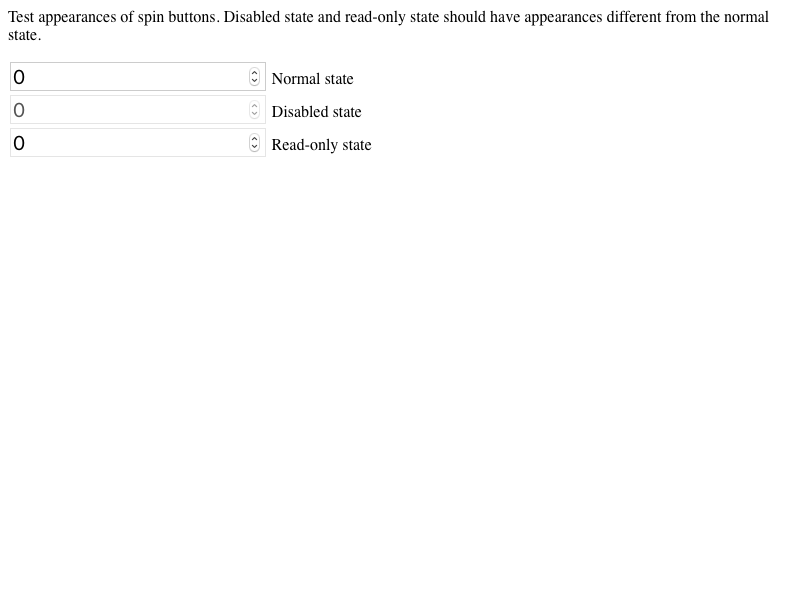 Test appearances of spin buttons. Disabled state and read-only state should have appearances different from the normal
state.
0 Normal state
0 Disabled state
0 Read-only state